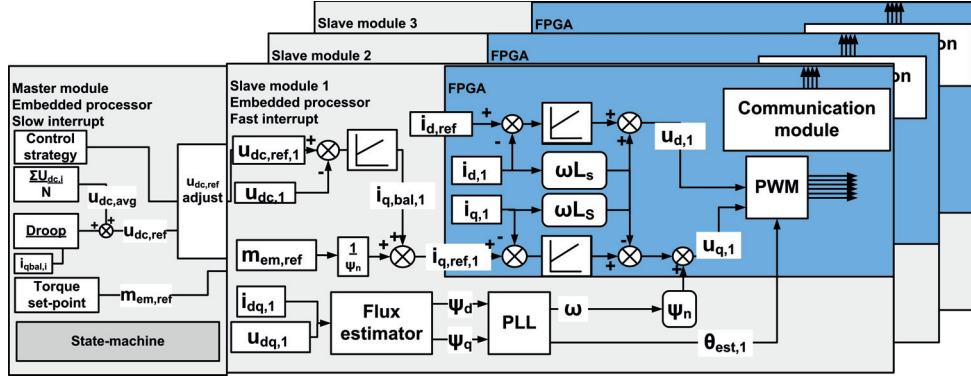 Slave module 3
FPGA
Slave module 2
FPGA
on
on
Master module
Embedded processor
Slow interrupt
Control
strategy
ΣU_dc,i
N
u_dc,avg
Droop
u_dc,ref
i_qbal,i
Torque
set-point
m_em,ref
State-machine
u_dc,ref
adjust
Slave module 1
Embedded processor
Fast interrupt
u_dc,ref,1
u_dc,1
i_q,bal,1
m_em,ref
1
Ψ_n
i_q,ref,1
i_dq,1
u_dq,1
Flux
estimator
Ψ_d
Ψ_q
PLL
ω
Ψ_n
θ_est,1
FPGA
i_d,ref
i_d,1
ωL_s
i_q,1
ωL_S
u_d,1
u_q,1
Communication
module
PWM